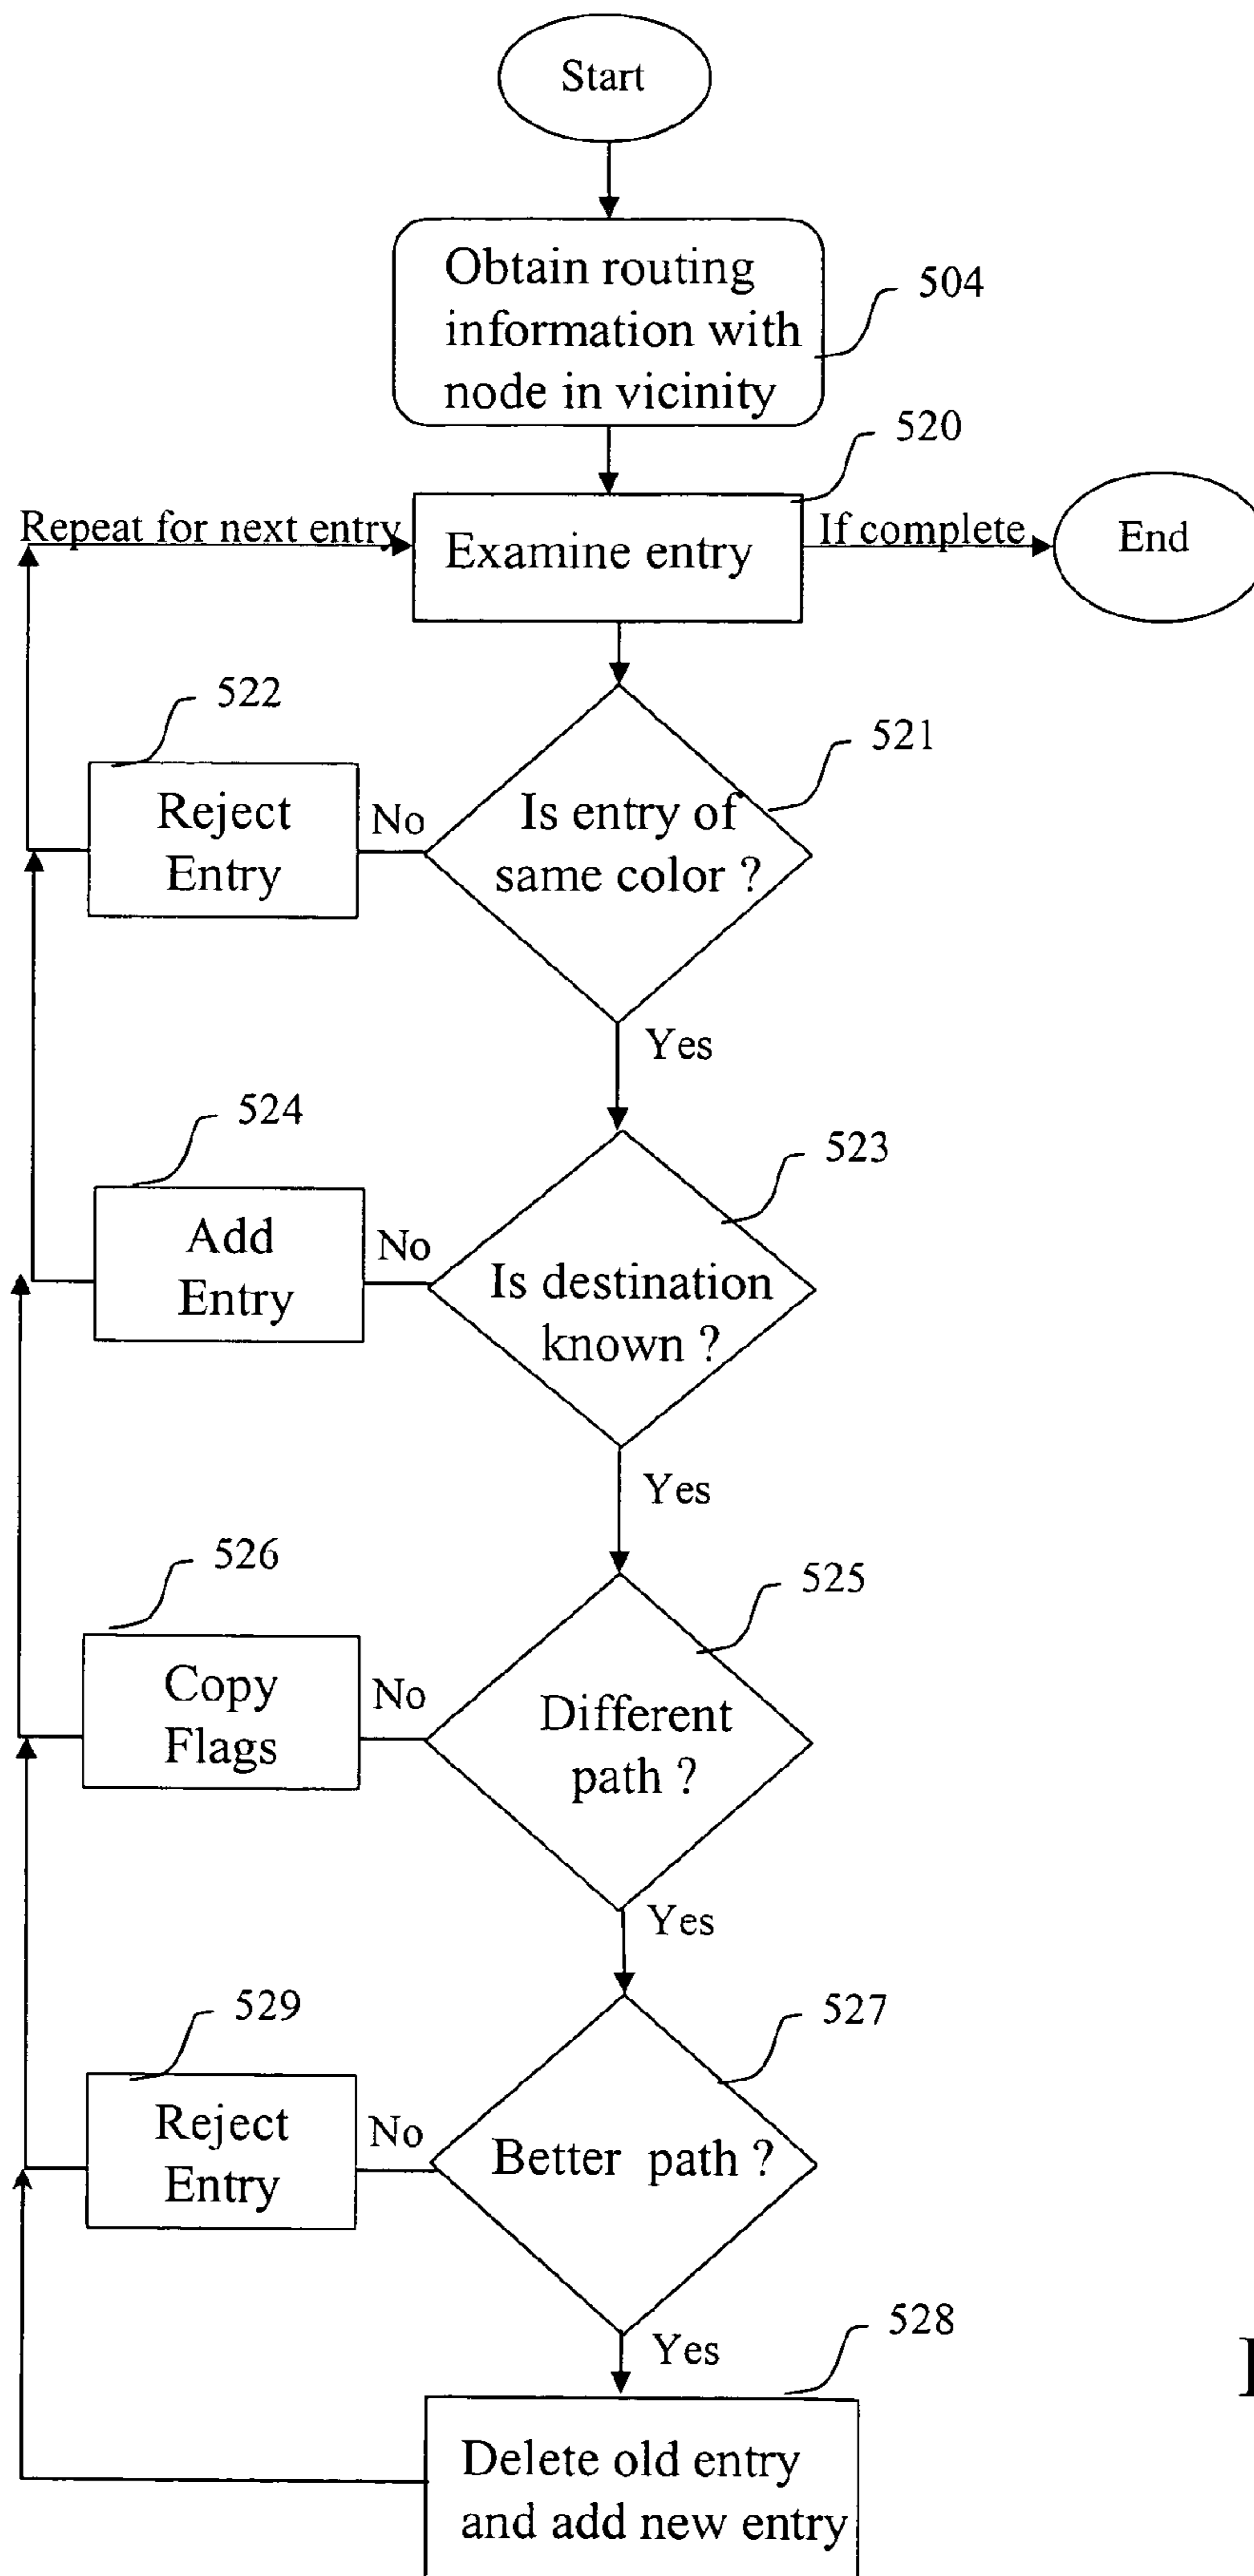 Start
Obtain routing
information with
node in vicinity
504
520
Repeat for next entry
Examine entry
If complete
End
522
521
Reject
Entry
No
Is entry of
same color ?
Yes
524
523
Add
Entry
No
Is destination
known ?
Yes
526
525
Copy
Flags
No
Different
path ?
Yes
529
527
Reject
Entry
No
Better path ?
Yes
528
Delete old entry
and add new entry